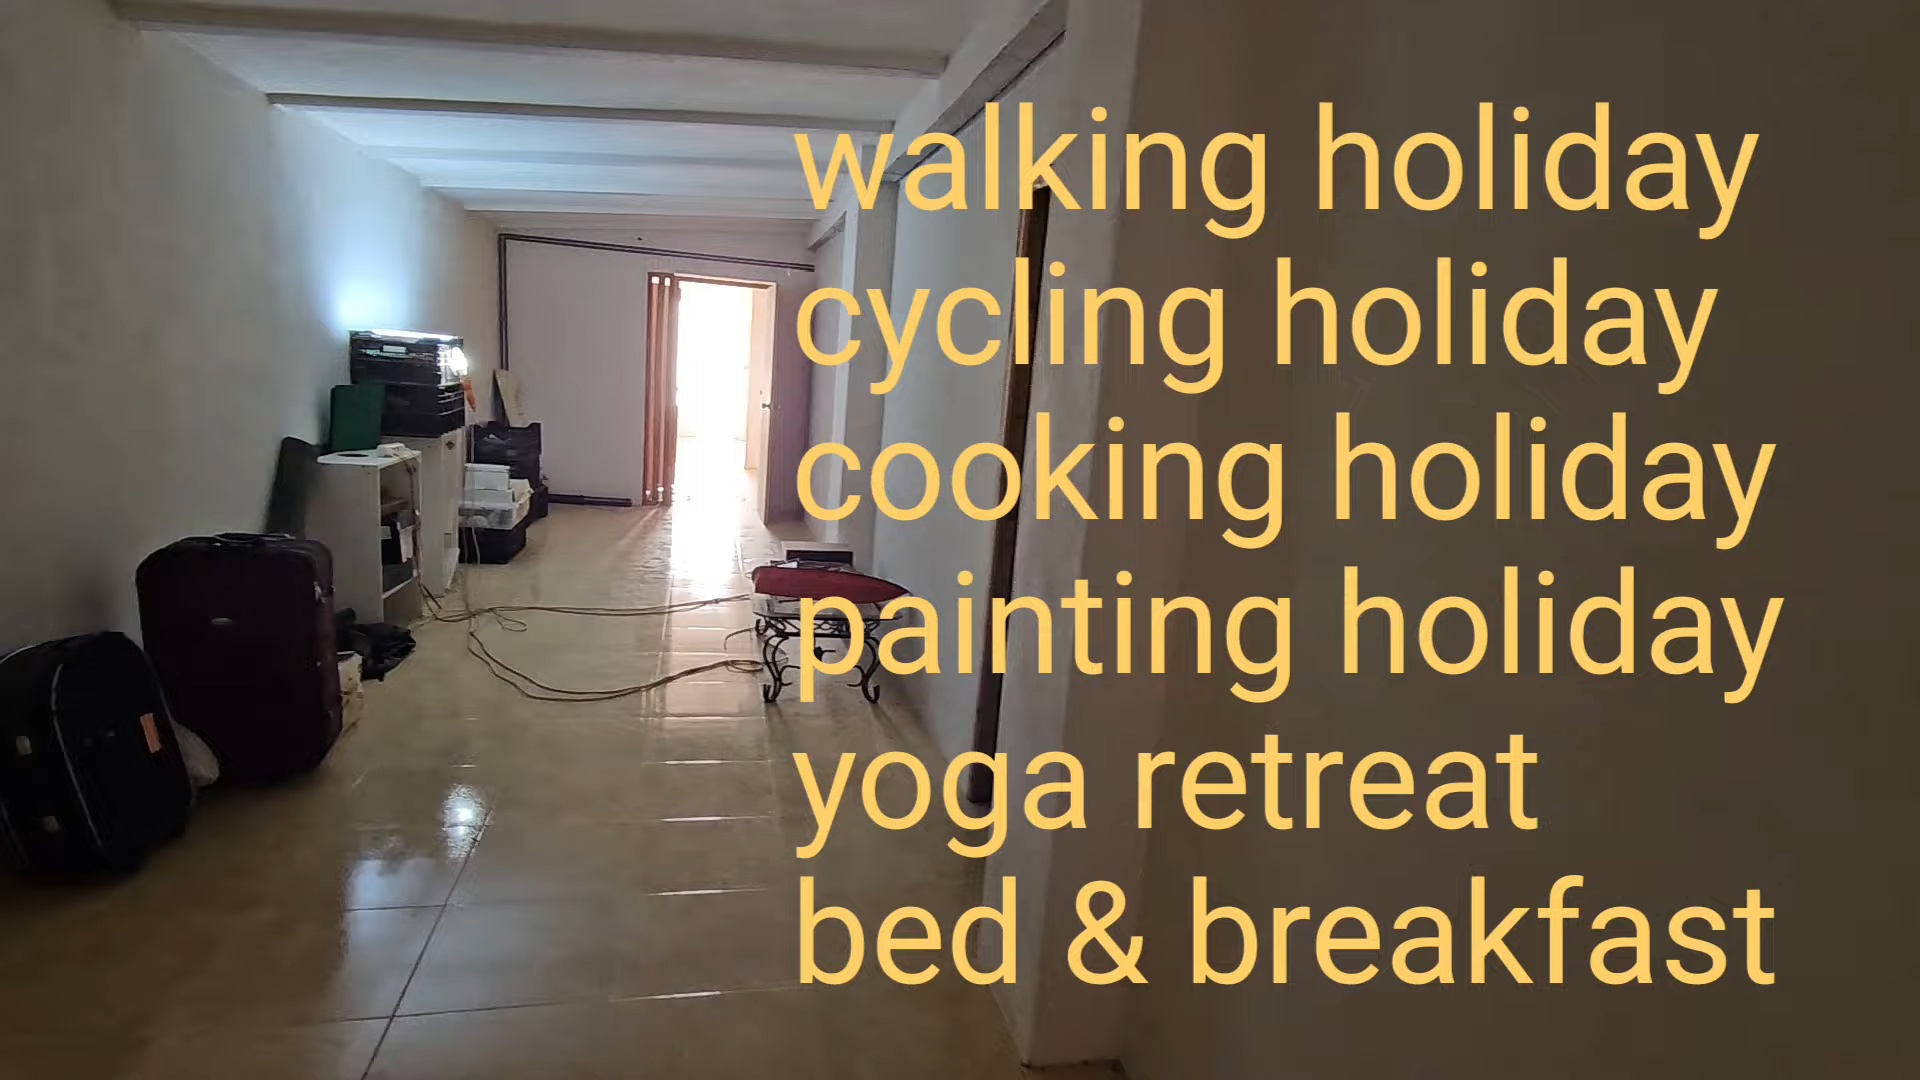 walking holiday
cycling holiday
cooking holiday
painting holiday
yoga retreat
bed & breakfast